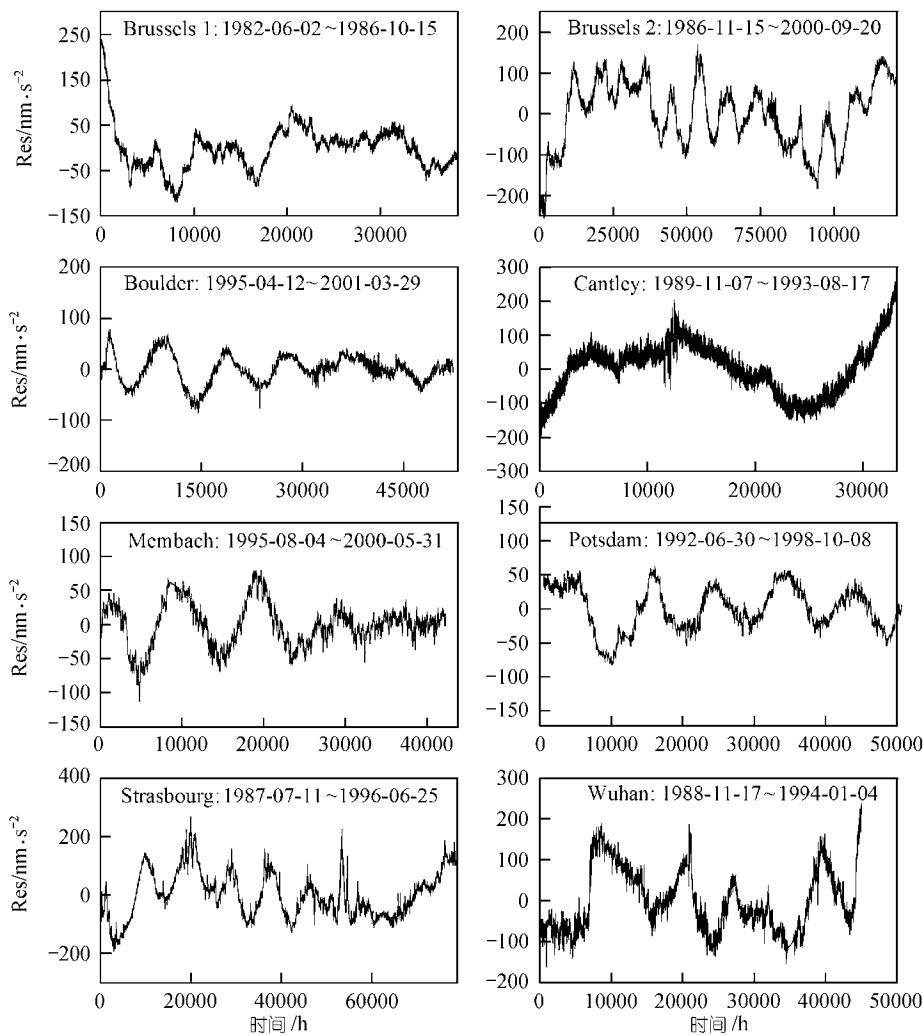 Brussels 1: 1982-06-02~1986-10-15
Res/nm·s⁻²
250
150
50
−50
−150
0 10000 20000 30000
Brussels 2: 1986-11-15~2000-09-20
200
100
0
−100
−200
0 25000 50000 75000 10000
Boulder: 1995-04-12~2001-03-29
Res/nm·s⁻²
200
100
0
−100
−200
0 15000 30000 45000
Cantley: 1989-11-07~1993-08-17
300
200
100
0
−100
−200
−300
0 10000 20000 30000
Membach: 1995-08-04~2000-05-31
Res/nm·s⁻²
150
100
50
0
−50
−100
−150
0 10000 20000 30000 40000
Potsdam: 1992-06-30~1998-10-08
150
100
50
0
−50
−100
−150
0 10000 20000 30000 40000 50000
Strasbourg: 1987-07-11~1996-06-25
Res/nm·s⁻²
400
200
0
−200
0 20000 40000 60000
时间 /h
Wuhan: 1988-11-17~1994-01-04
300
200
100
0
−100
−200
0 10000 20000 30000 40000 50000
时间 /h